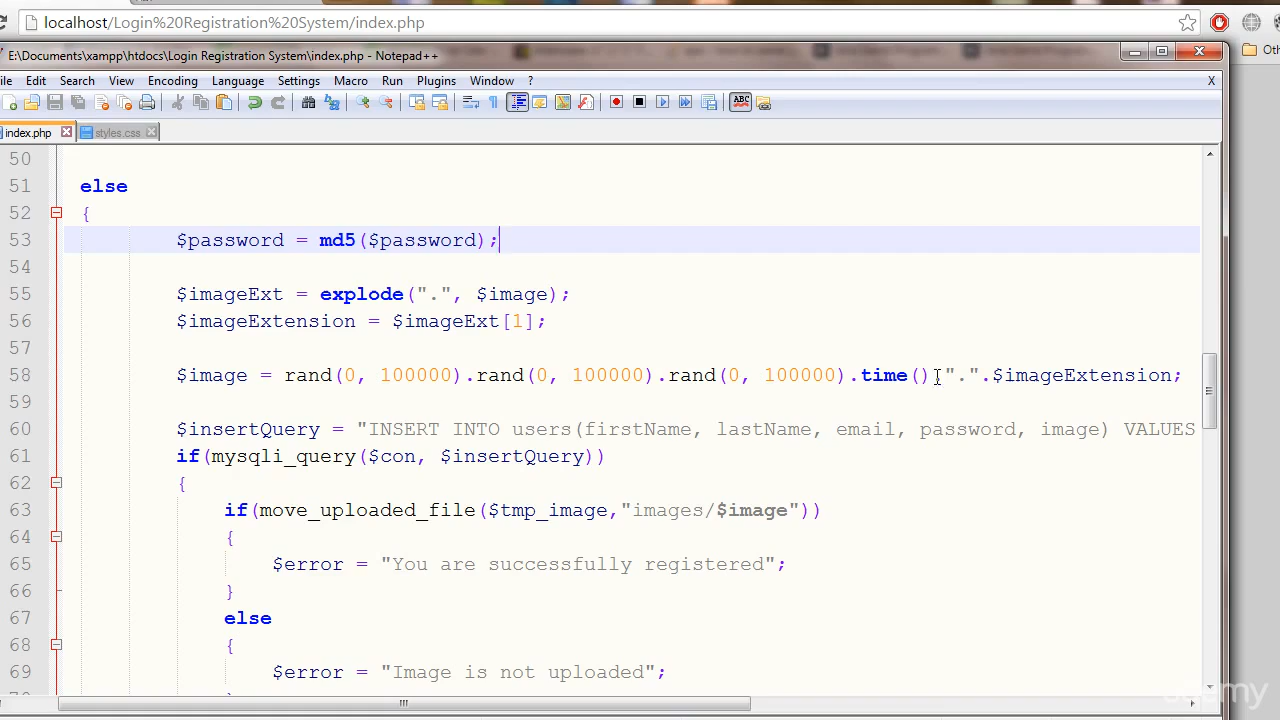 localhost/Login%20Registration%20System/index.php
E:\Documents\xampp\htdocs\Login Registration System\index.php - Notepad++
ile Edit Search View Encoding Language Settings Macro Run Plugins Window ? X
index.php styles.css
50
51 else
52 {
53 $password = md5($password);
54
55 $imageExt = explode(".", $image);
56 $imageExtension = $imageExt[1];
57
58 $image = rand(0, 100000).rand(0, 100000).rand(0, 100000).time() ".".$imageExtension;
59
60 $insertQuery = "INSERT INTO users(firstName, lastName, email, password, image) VALUES
61 if(mysqli_query($con, $insertQuery))
62 {
63 if(move_uploaded_file($tmp_image,"images/$image"))
64 {
65 $error = "You are successfully registered";
66 }
67 else
68 {
69 $error = "Image is not uploaded";
udemy